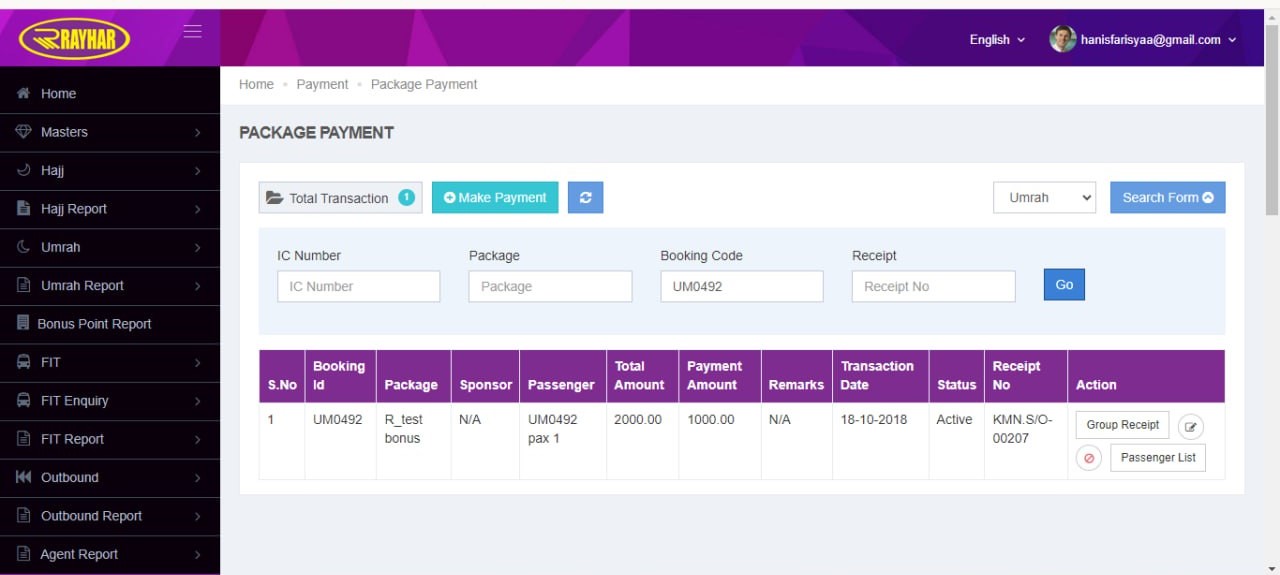 RAYHAR
English
hanisfarisyaa@gmail.com
Home
Masters
Hajj
Hajj Report
Umrah
Umrah Report
Bonus Point Report
FIT
FIT Enquiry
FIT Report
Outbound
Outbound Report
Agent Report
Home Payment Package Payment
PACKAGE PAYMENT
Total Transaction 1 Make Payment Umrah Search Form
IC Number Package Booking Code Receipt
IC Number Package UM0492 Receipt No Go
S.No Booking Id Package Sponsor Passenger Total Amount Payment Amount Remarks Transaction Date Status Receipt No Action
1 UM0492 R_test bonus N/A UM0492 pax 1 2000.00 1000.00 N/A 18-10-2018 Active KMN.S/O-00207 Group Receipt
Passenger List